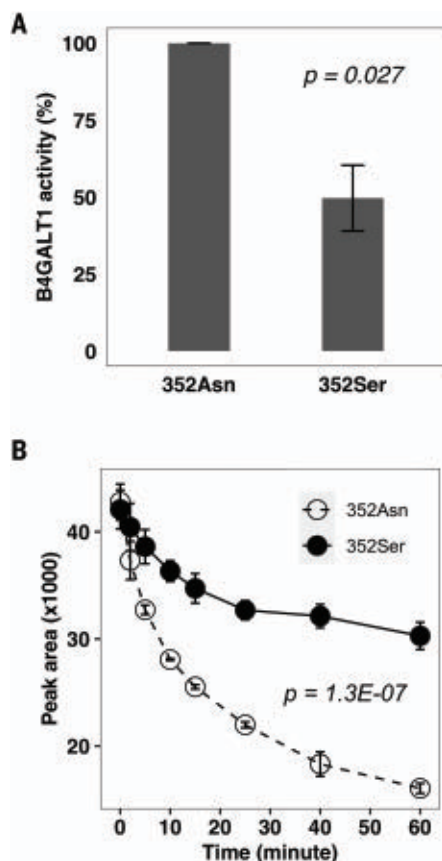 A
B4GALT1 activity (%)
100
75
50
25
0
p = 0.027
352Asn 352Ser
B
Peak area (x1000)
40
30
20
352Asn
352Ser
p = 1.3E-07
0 10 20 30 40 50 60
Time (minute)